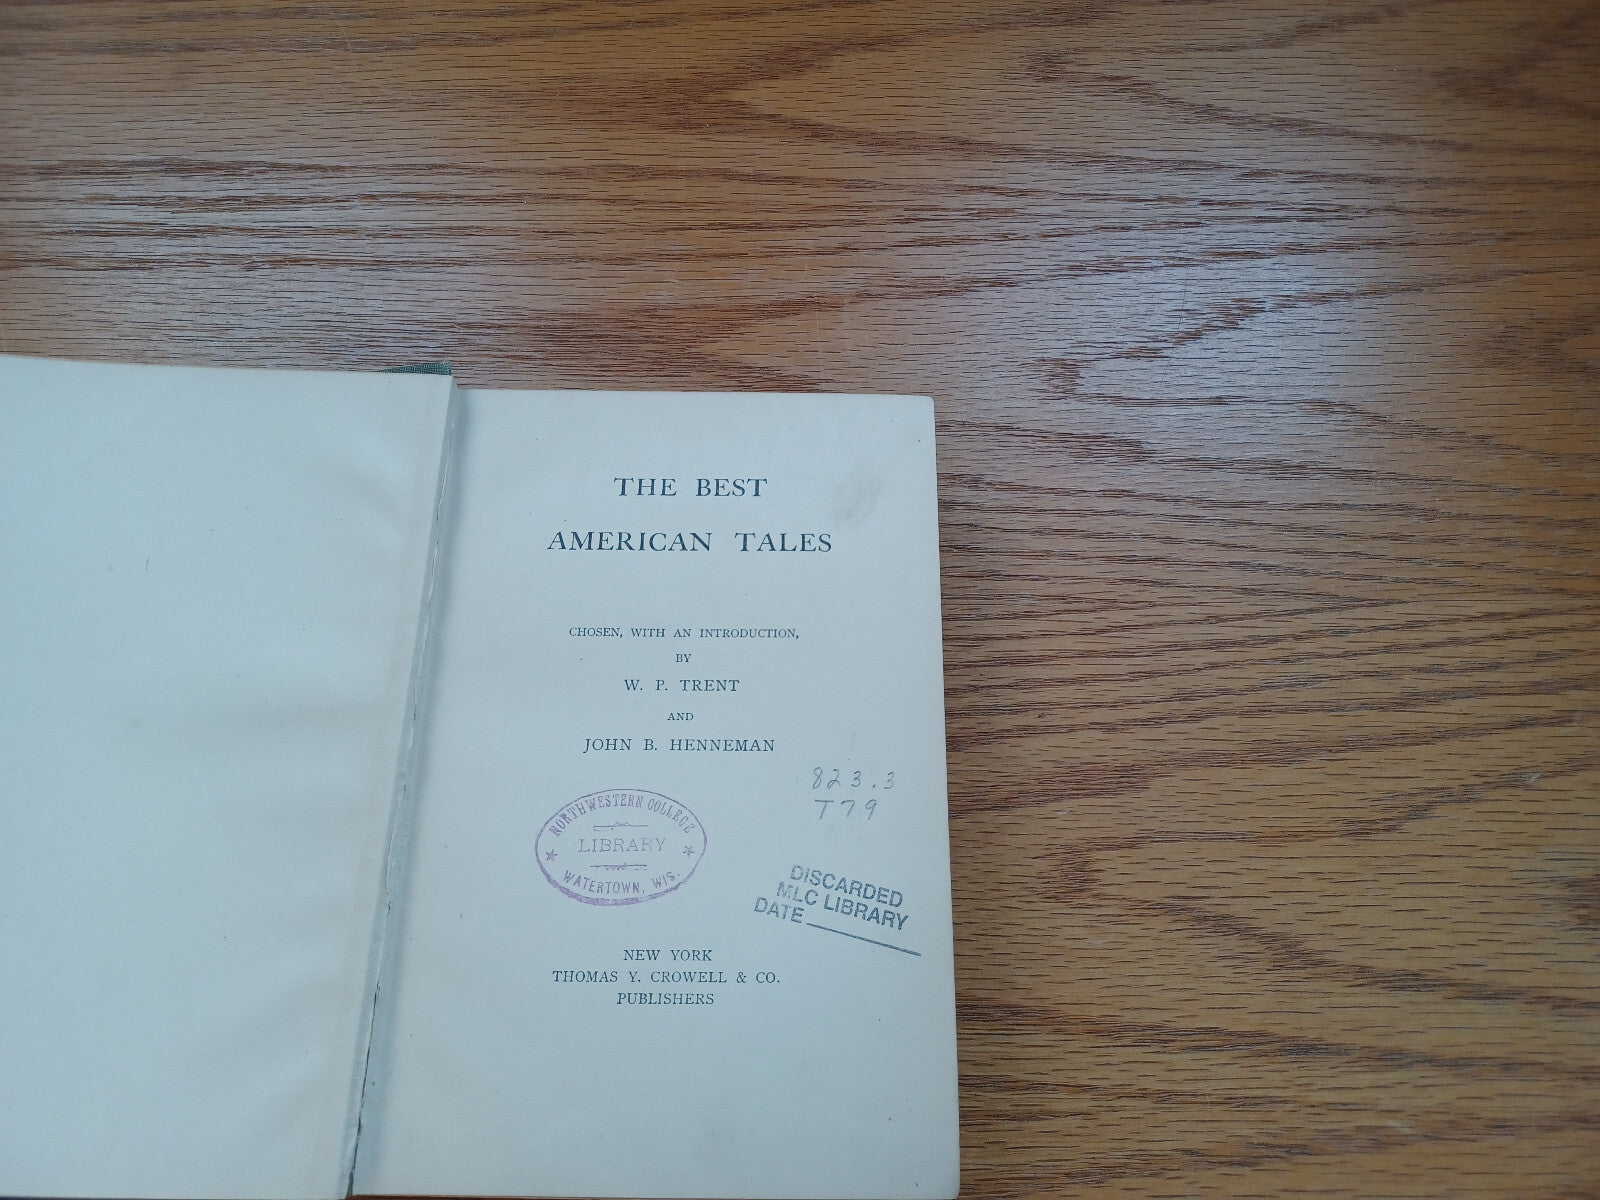 THE BEST
AMERICAN TALES
CHOSEN, WITH AN INTRODUCTION,
BY
W. P. TRENT
AND
JOHN B. HENNEMAN
823.3
T79
NORTHWESTERN COLLEGE
LIBRARY
WATERTOWN, WIS.
DISCARDED
MLC LIBRARY
DATE
NEW YORK
THOMAS Y. CROWELL & CO.
PUBLISHERS